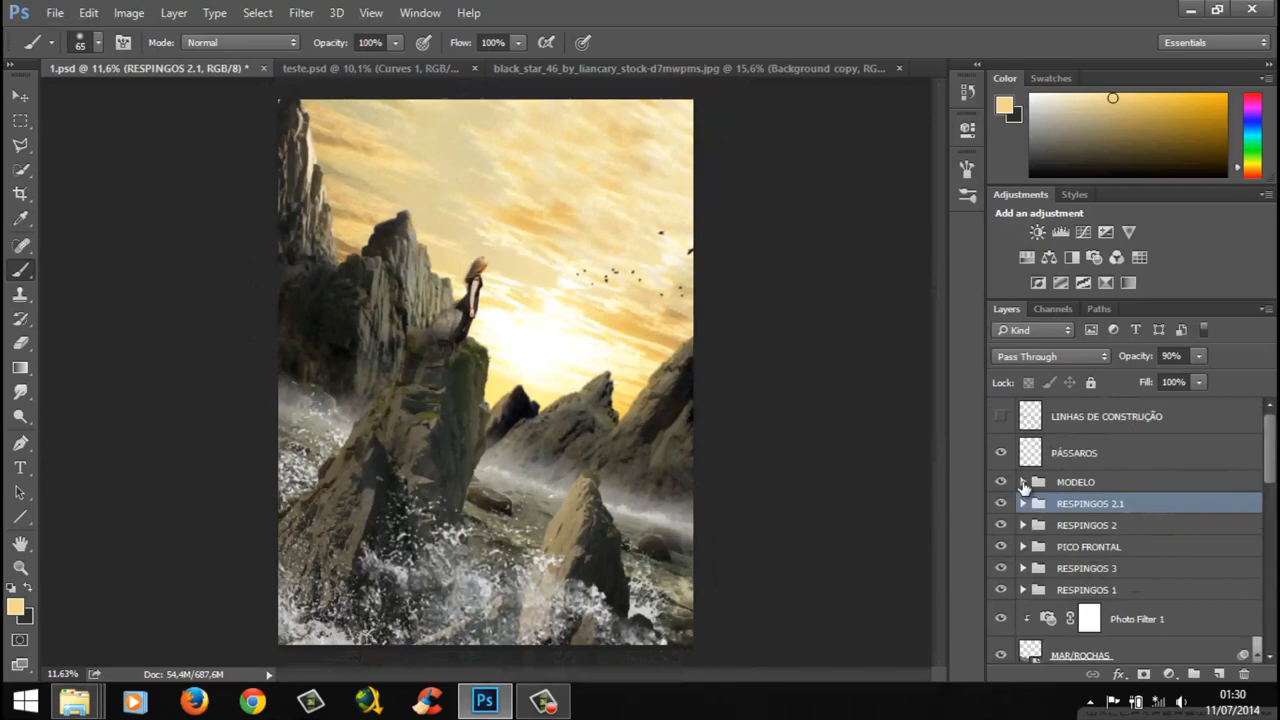 Ps File Edit Image Layer Type Select Filter 3D View Window Help
65 Mode: Normal Opacity: 100% Flow: 100% Essentials
1.psd @ 11,6% (RESPINGOS 2.1, RGB/8) * × teste.psd @ 10,1% (Curves 1, RGB/... × black_star_46_by_liancary_stock-d7mwpms.jpg @ 15,6% (Background copy, RG... ×
Color Swatches
Adjustments Styles
Add an adjustment
Layers Channels Paths
Kind
Pass Through Opacity: 90%
Lock: Fill: 100%
LINHAS DE CONSTRUÇÃO
PÁSSAROS
MODELO
RESPINGOS 2.1
RESPINGOS 2
PICO FRONTAL
RESPINGOS 3
RESPINGOS 1
Photo Filter 1
MAR/ROCHAS
11,63% Doc: 54,4M/687,6M
Ps
01:30
11/07/2014